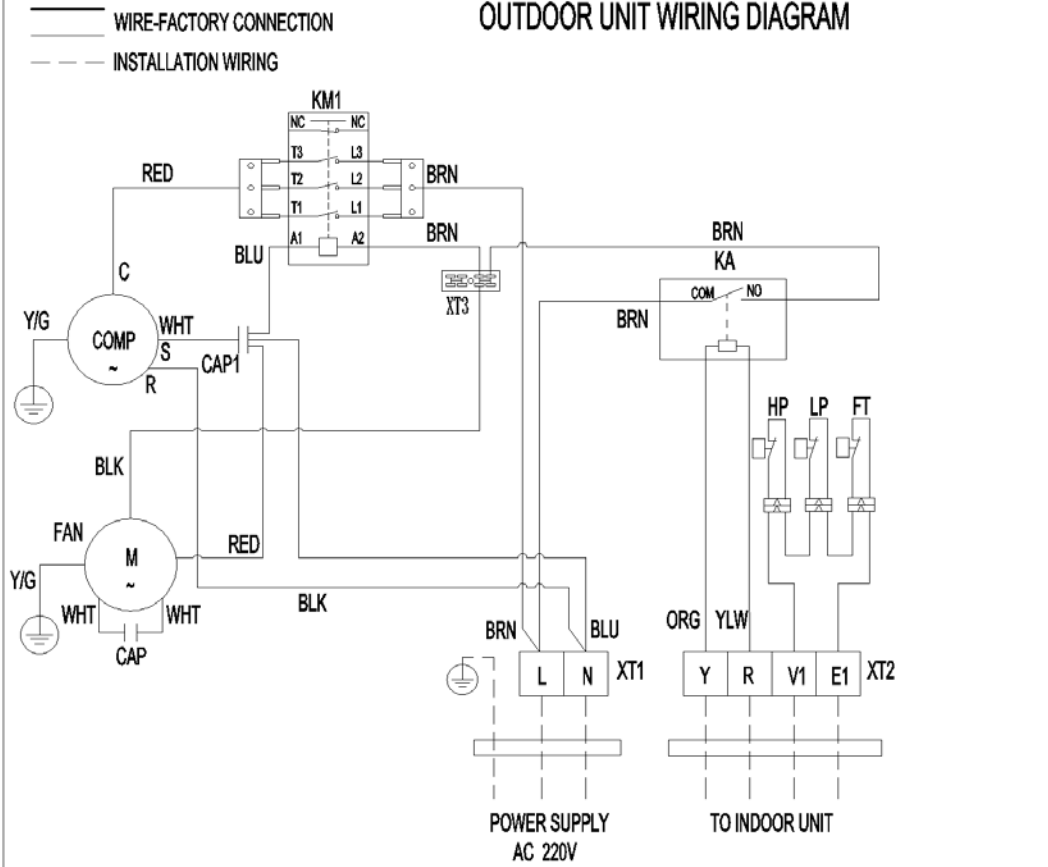 WIRE-FACTORY CONNECTION
OUTDOOR UNIT WIRING DIAGRAM
INSTALLATION WIRING
KM1
NC NC
T3 L3
RED
T2 L2
BRN
T1 L1
BRN
A1 A2
BLU
BRN
KA
C
COM NO
XT3
BRN
Y/G
WHT
COMP
S
~
CAP1
R
HP LP FT
BLK
FAN
RED
M
Y/G
~
BLK
WHT WHT
ORG YLW
BRN BLU
CAP
L N XT1
Y R V1 E1 XT2
POWER SUPPLY
AC 220V
TO INDOOR UNIT